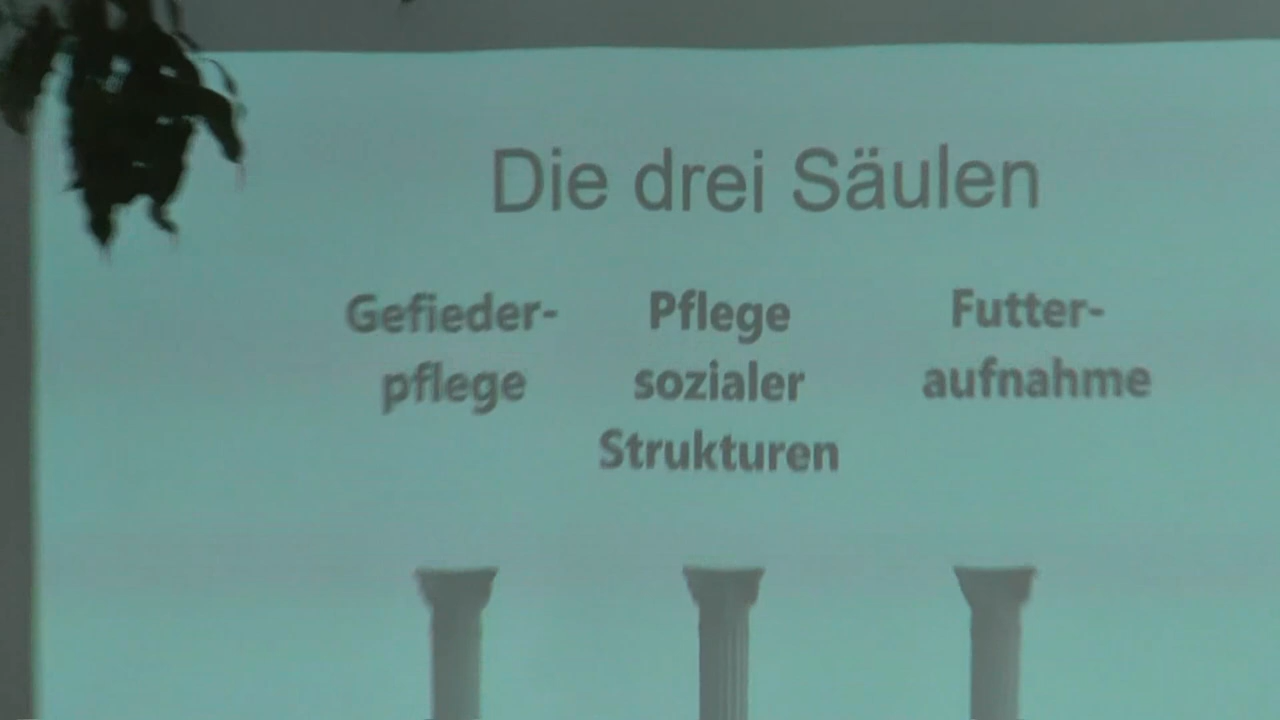 Die drei Säulen
Gefieder-
pflege
Pflege
sozialer
Strukturen
Futter-
aufnahme